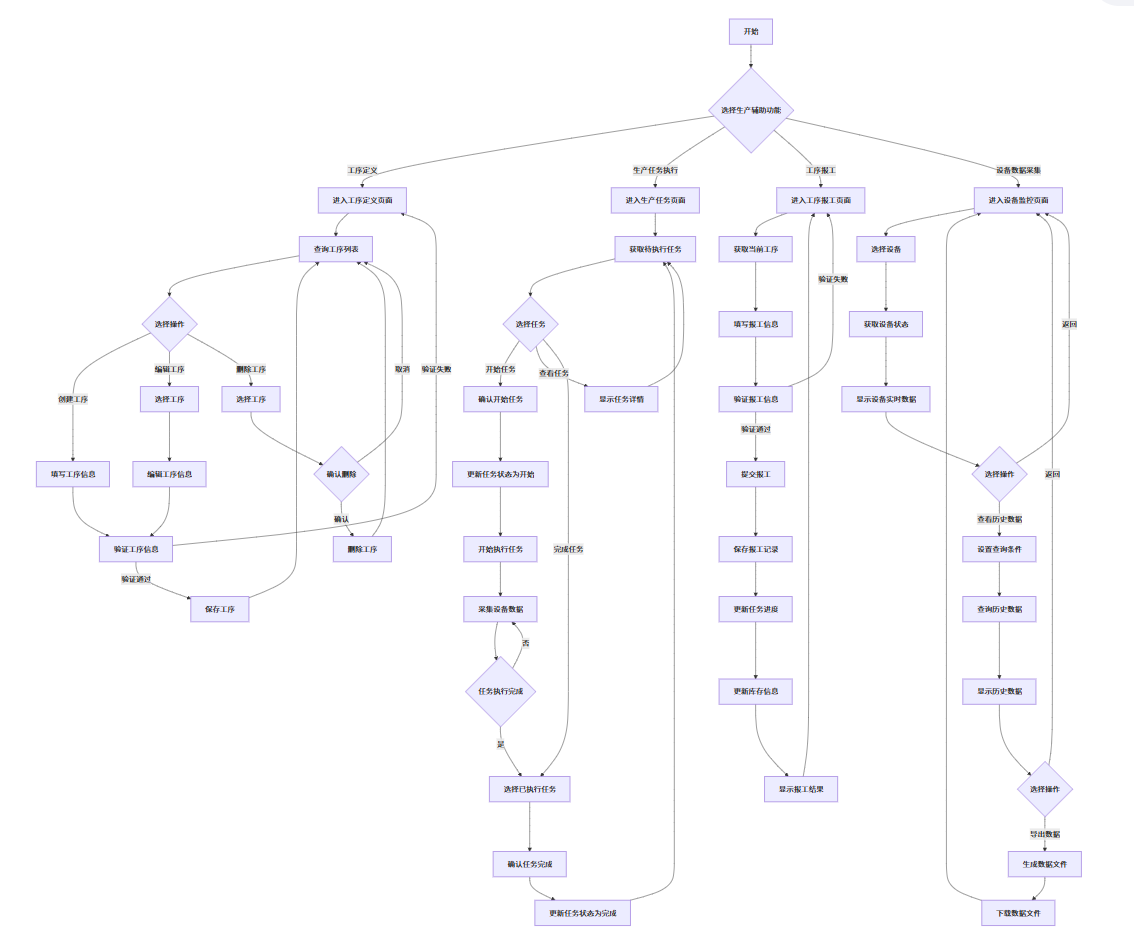 开始
选择生产辅助功能
工序定义
生产任务执行
工序报工
设备数据采集
进入工序定义页面
进入生产任务页面
进入工序报工页面
进入设备监控页面
查询工序列表
获取待执行任务
获取当前工序
选择设备
验证失败
选择操作
选择任务
填写报工信息
获取设备状态
返回
编辑工序
删除工序
取消
验证失败
开始任务
查看任务
创建工序
选择工序
选择工序
确认开始任务
显示任务详情
验证报工信息
显示设备实时数据
验证通过
填写工序信息
编辑工序信息
确认删除
更新任务状态为开始
提交报工
选择操作
返回
确认
查看历史数据
验证工序信息
删除工序
开始执行任务
完成任务
保存报工记录
设置查询条件
验证通过
保存工序
采集设备数据
更新任务进度
查询历史数据
否
任务执行完成
更新库存信息
显示历史数据
是
选择已执行任务
显示报工结果
选择操作
导出数据
确认任务完成
生成数据文件
更新任务状态为完成
下载数据文件